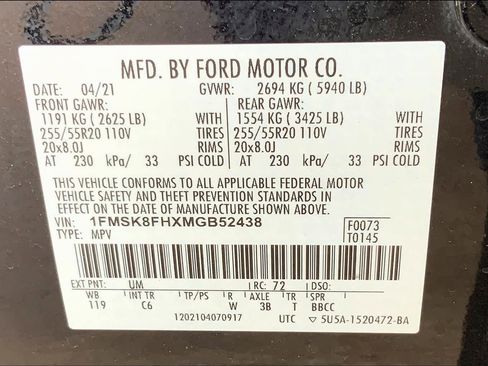 MFD. BY FORD MOTOR CO.
DATE: 04/21 GVWR: 2694 KG ( 5940 LB)
FRONT GAWR: REAR GAWR:
1191 KG ( 2625 LB) WITH 1554 KG ( 3425 LB) WITH
255/55R20 110V TIRES 255/55R20 110V TIRES
20x8.0J RIMS 20x8.0J RIMS
AT 230 kPa/ 33 PSI COLD AT 230 kPa/ 33 PSI COLD
THIS VEHICLE CONFORMS TO ALL APPLICABLE FEDERAL MOTOR
VEHICLE SAFETY AND THEFT PREVENTION STANDARDS IN EFFECT ON
THE DATE OF MANUFACTURE SHOWN ABOVE.
VIN: 1FMSK8FHXMGB52438 F0073
TYPE: MPV T0145
EXT PNT: UM RC: 72 DSO:
WB INT TR TP/PS R AXLE T SPR
119 C6 W 3B T BBCC
1202104070917 UTC ▽ 5U5A-1520472-BA